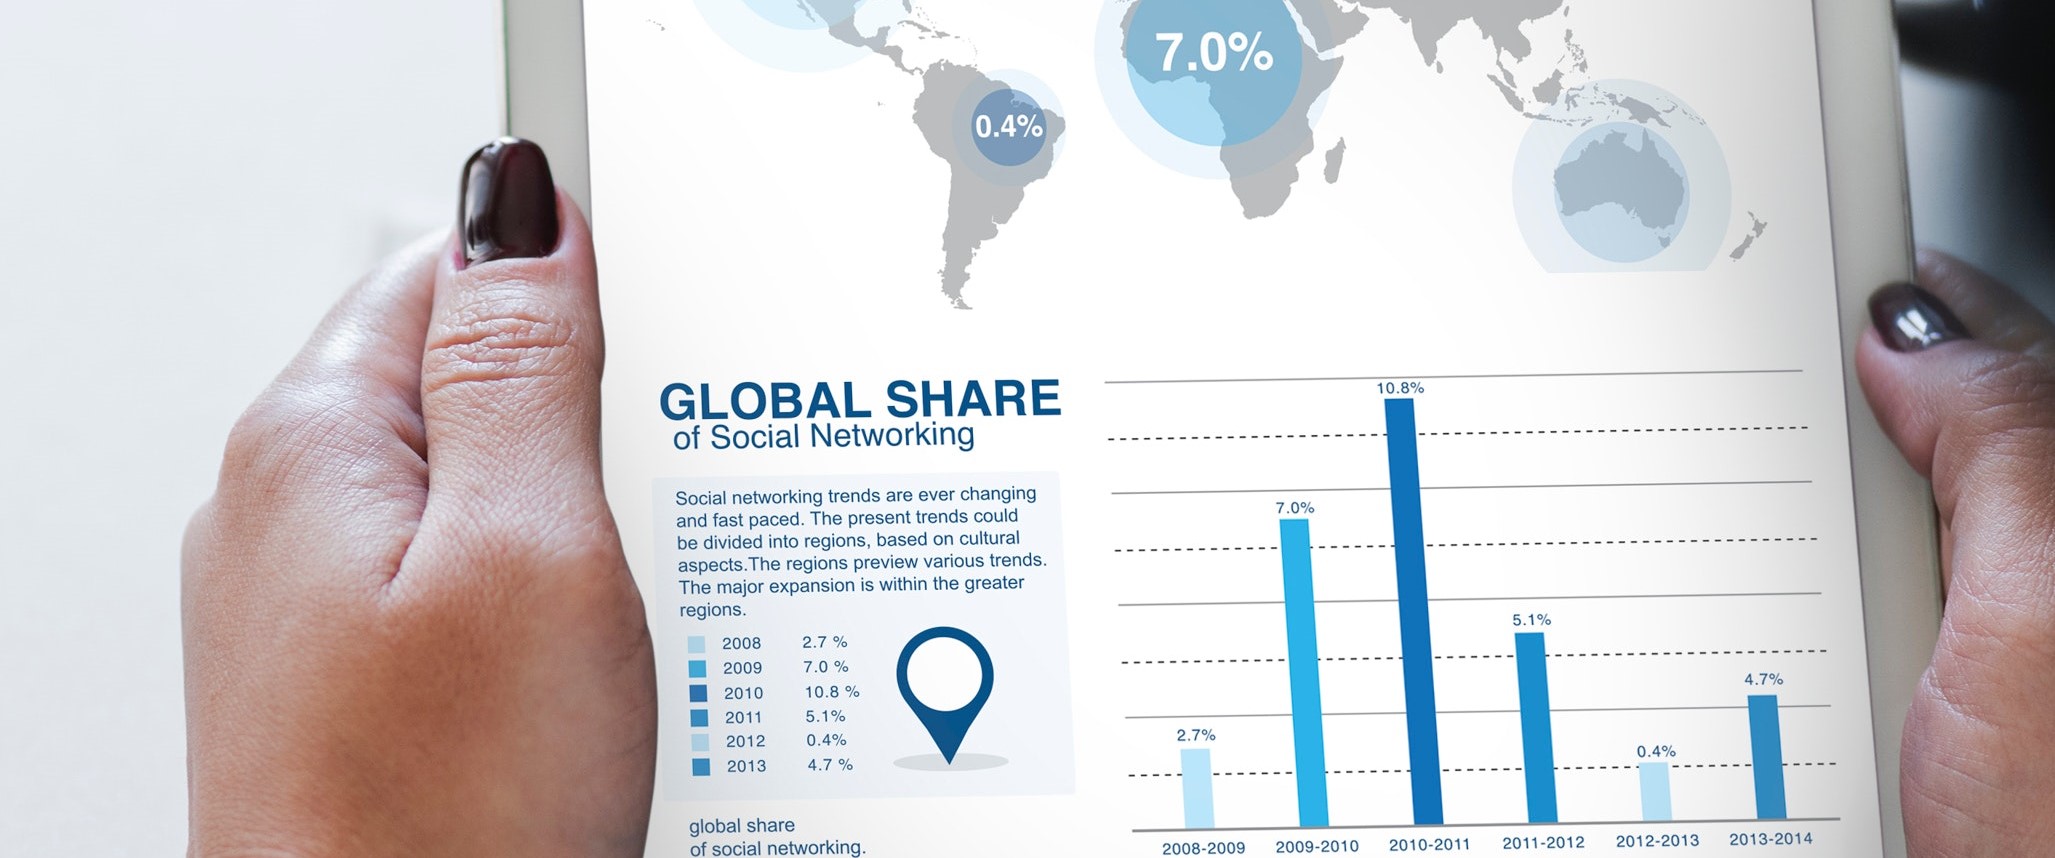 7.0%
0.4%
GLOBAL SHARE
of Social Networking
Social networking trends are ever changing
and fast paced. The present trends could
be divided into regions, based on cultural
aspects.The regions preview various trends.
The major expansion is within the greater
regions.
2008 2.7 %
2009 7.0 %
2010 10.8 %
2011 5.1%
2012 0.4%
2013 4.7 %
global share
of social networking.
10.8%
7.0%
5.1%
4.7%
2.7%
0.4%
2008-2009 2009-2010 2010-2011 2011-2012 2012-2013 2013-2014